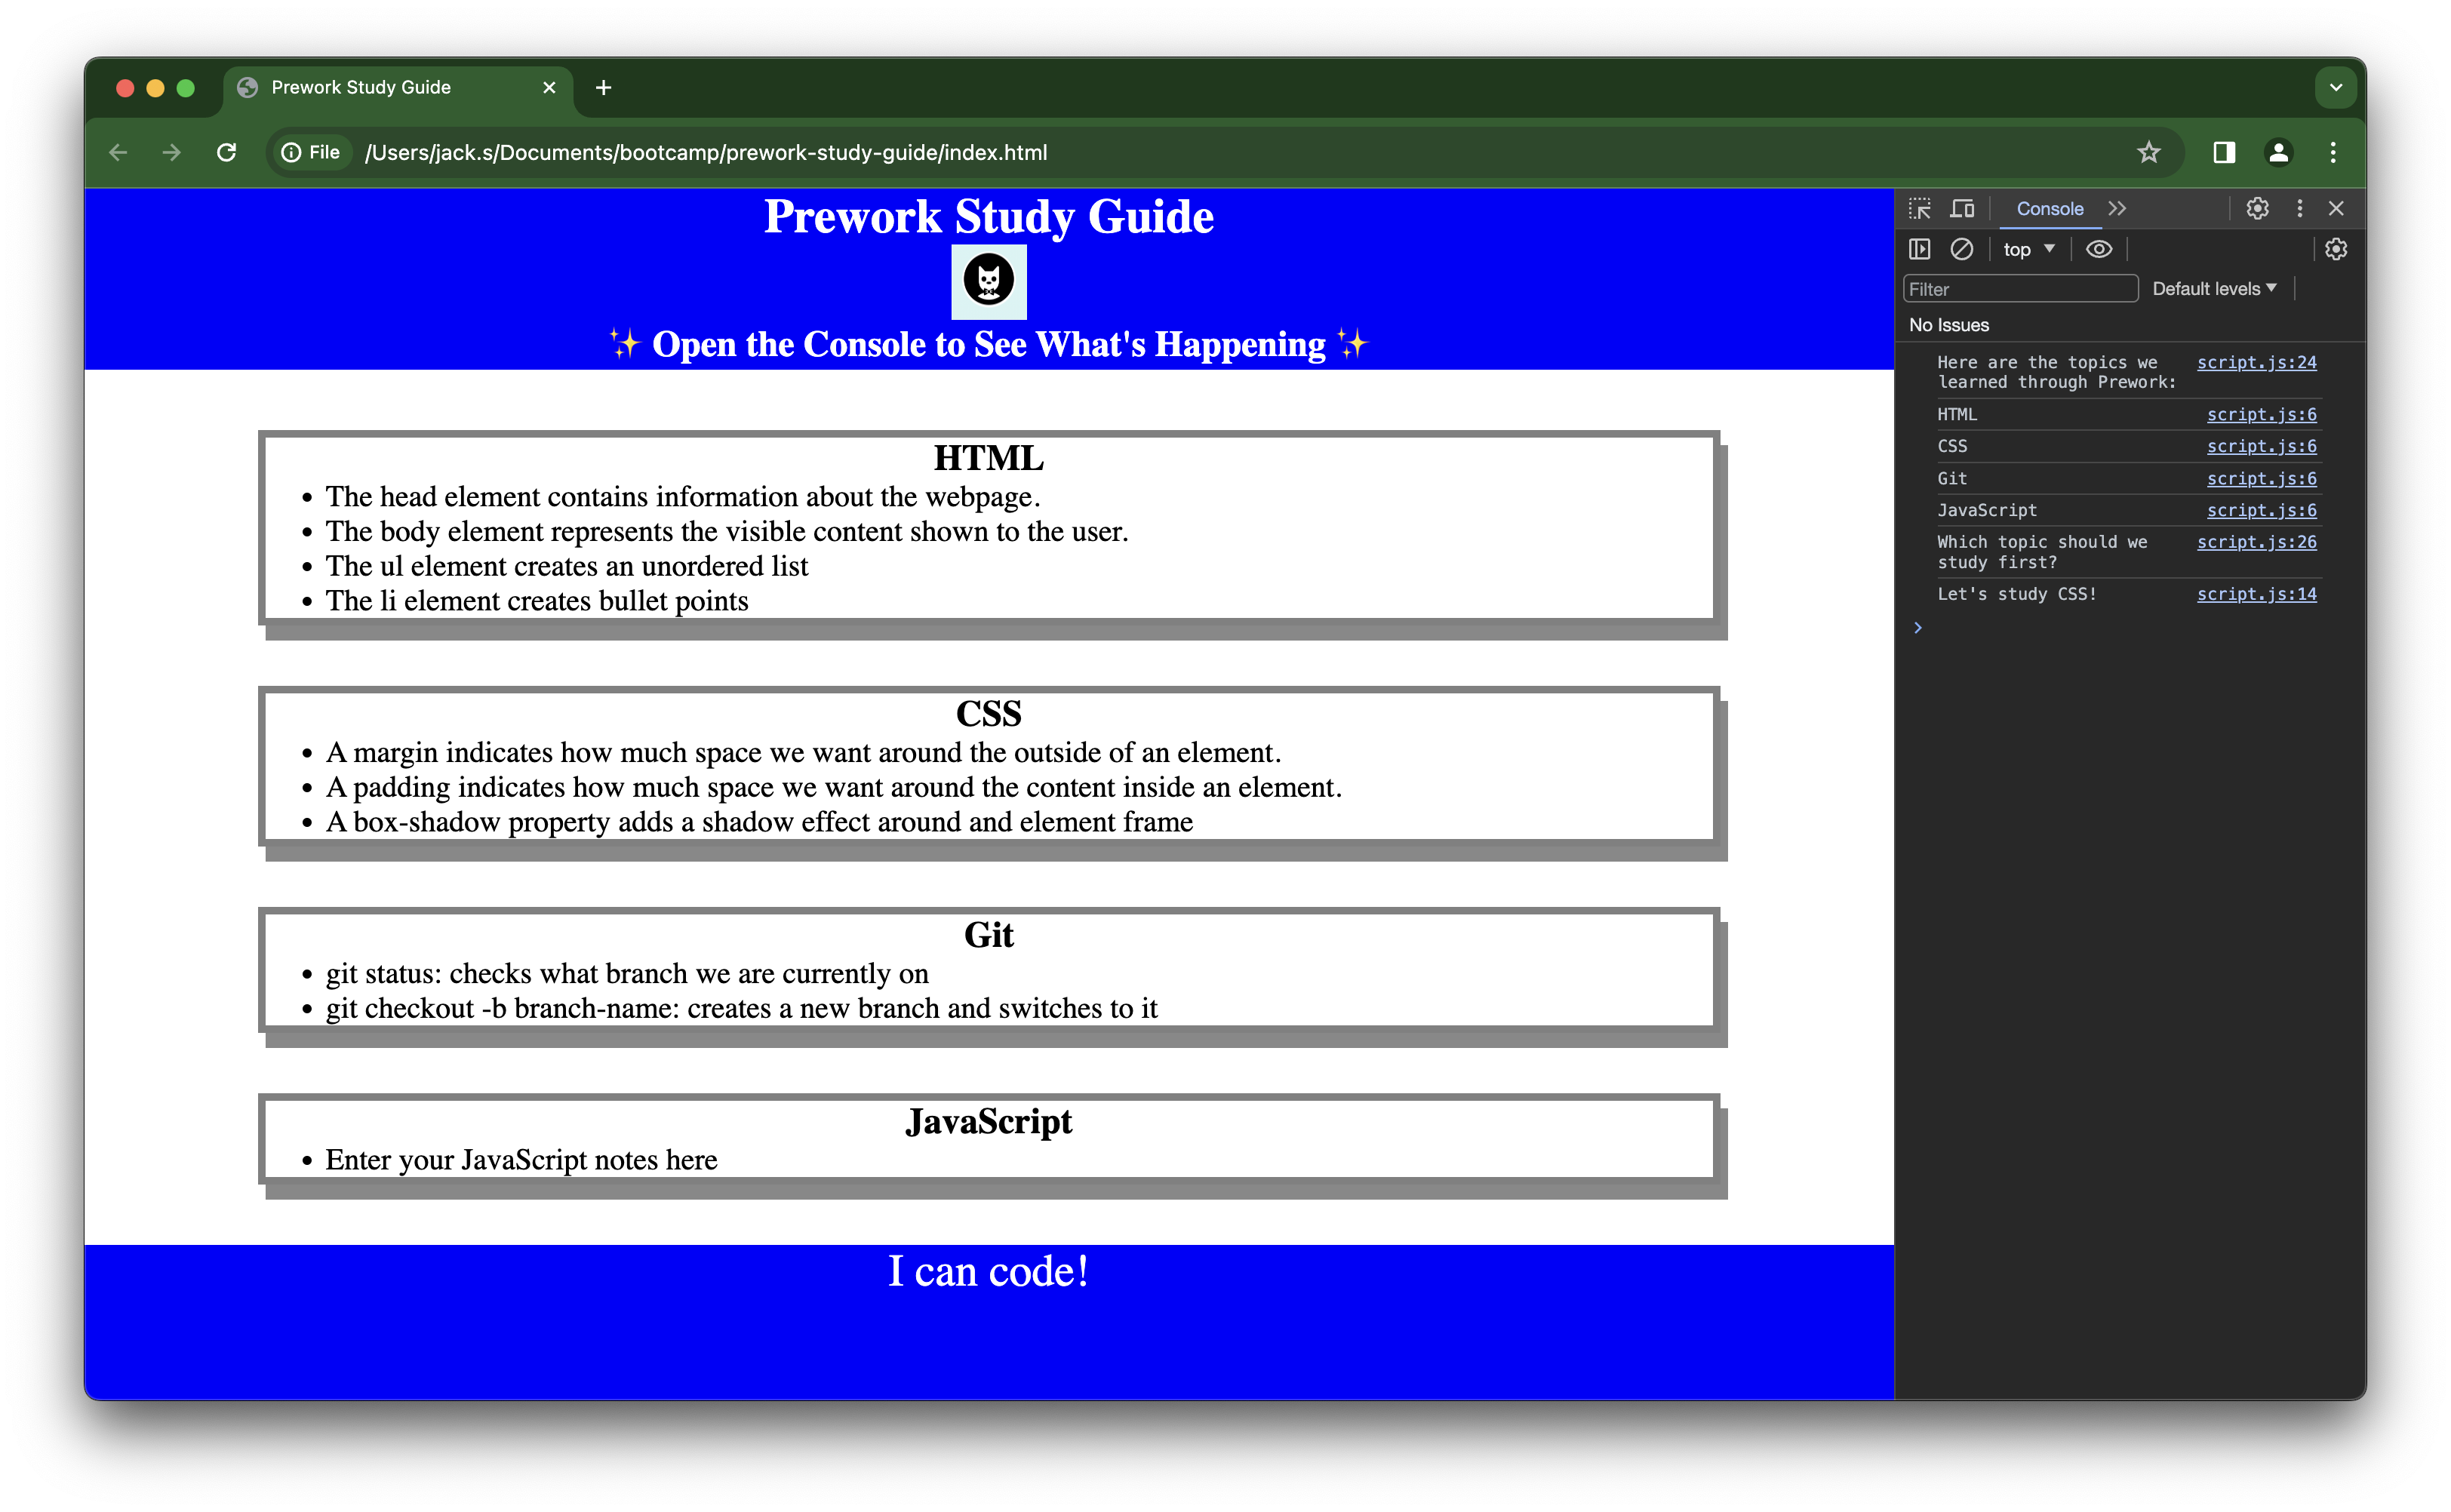 Prework Study Guide
File /Users/jack.s/Documents/bootcamp/prework-study-guide/index.html
Prework Study Guide
✨ Open the Console to See What's Happening ✨
HTML
• The head element contains information about the webpage.
• The body element represents the visible content shown to the user.
• The ul element creates an unordered list
• The li element creates bullet points
CSS
• A margin indicates how much space we want around the outside of an element.
• A padding indicates how much space we want around the content inside an element.
• A box-shadow property adds a shadow effect around and element frame
Git
• git status: checks what branch we are currently on
• git checkout -b branch-name: creates a new branch and switches to it
JavaScript
• Enter your JavaScript notes here
I can code!
Console
top
Filter Default levels
No Issues
Here are the topics we script.js:24
learned through Prework:
HTML script.js:6
CSS script.js:6
Git script.js:6
JavaScript script.js:6
Which topic should we script.js:26
study first?
Let's study CSS! script.js:14